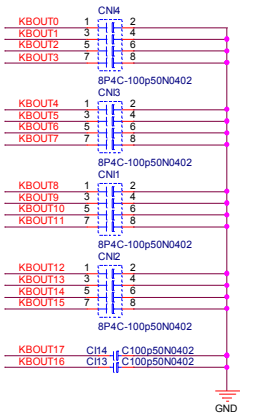 CNI4
KBOUT0 1 2
KBOUT1 3 4
KBOUT2 5 6
KBOUT3 7 8
8P4C-100p50N0402
CNI3
KBOUT4 1 2
KBOUT5 3 4
KBOUT6 5 6
KBOUT7 7 8
8P4C-100p50N0402
CNI1
KBOUT8 1 2
KBOUT9 3 4
KBOUT10 5 6
KBOUT11 7 8
8P4C-100p50N0402
CNI2
KBOUT12 1 2
KBOUT13 3 4
KBOUT14 5 6
KBOUT15 7 8
8P4C-100p50N0402
KBOUT17 CI14 C100p50N0402
KBOUT16 CI13 C100p50N0402
GND